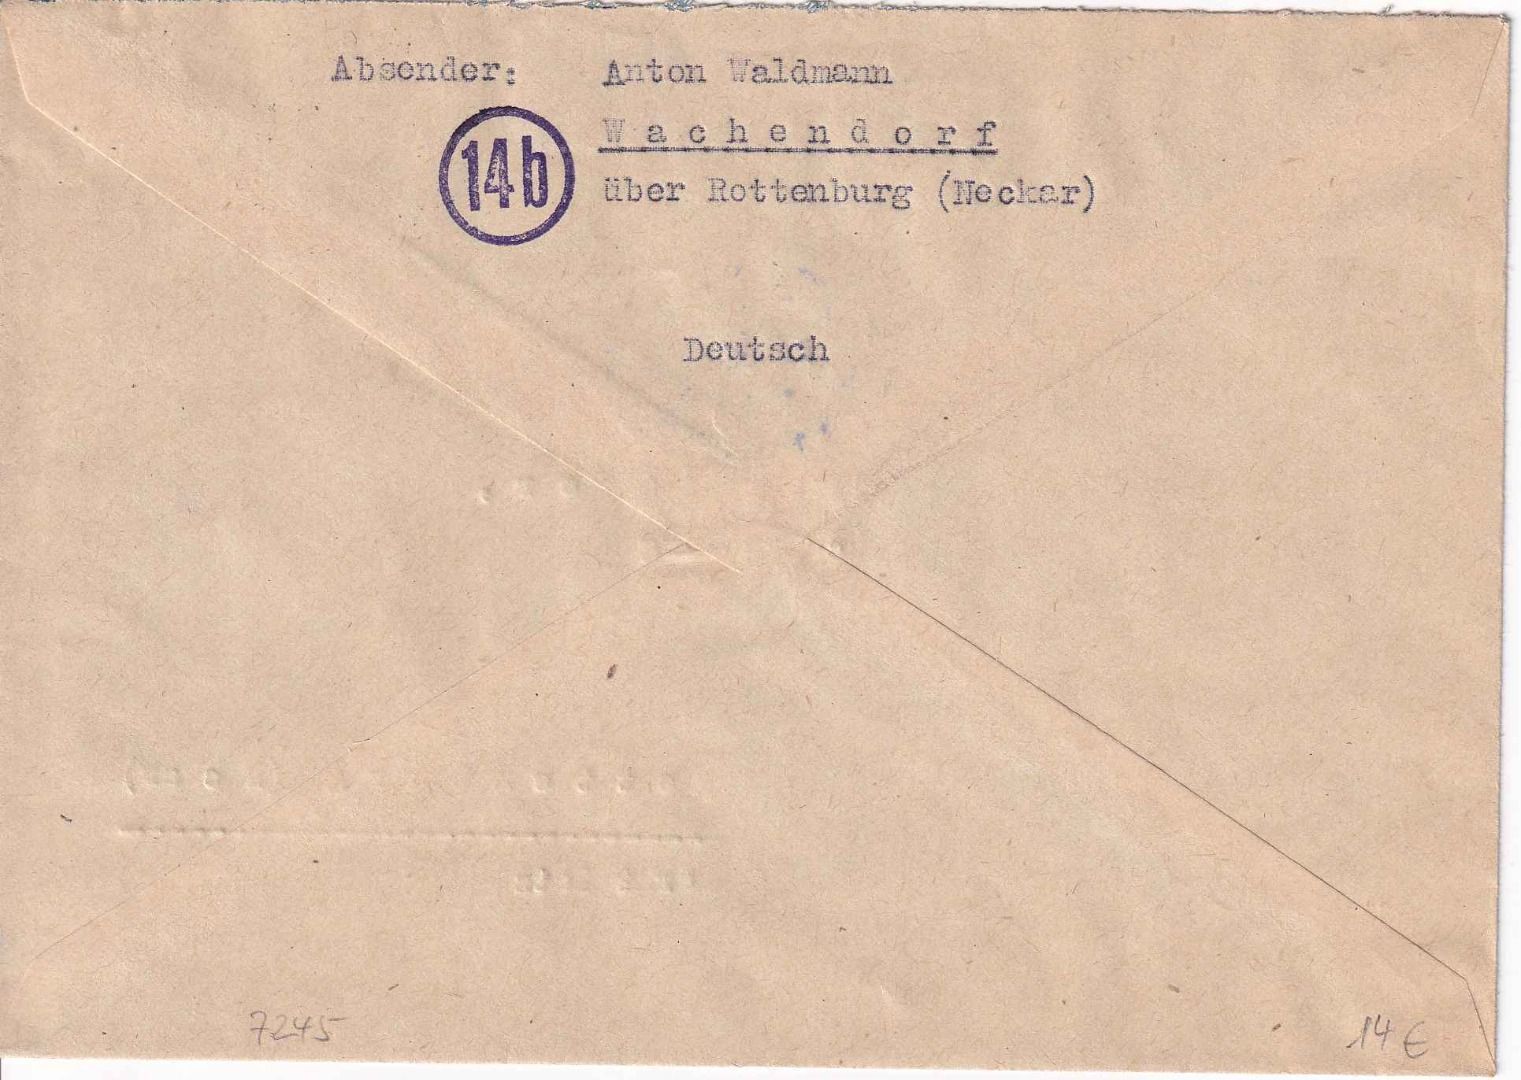 Absender: Anton Waldmann
14b
Wachendorf
über Rottenburg (Neckar)
Deutsch
7245
14 €